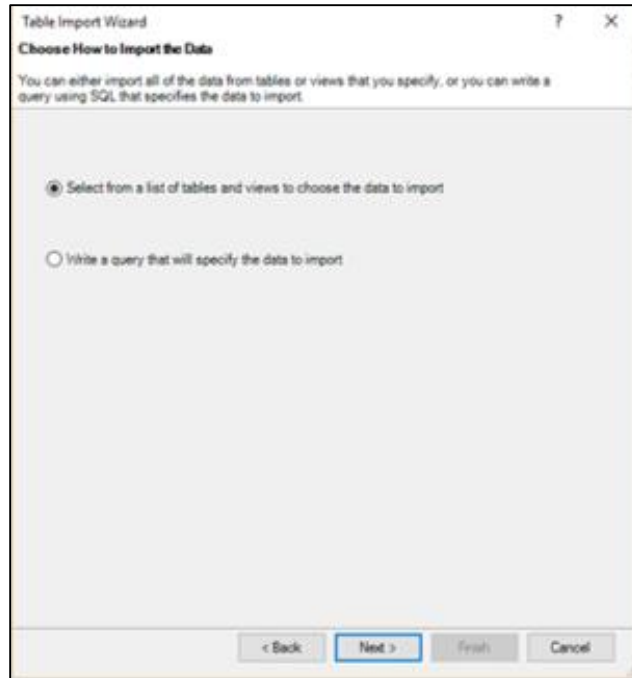 Table Import Wizard ? ×
Choose How to Import the Data
You can either import all of the data from tables or views that you specify, or you can write a
query using SQL that specifies the data to import.
Select from a list of tables and views to choose the data to import
Write a query that will specify the data to import
< Back Next > Finish Cancel